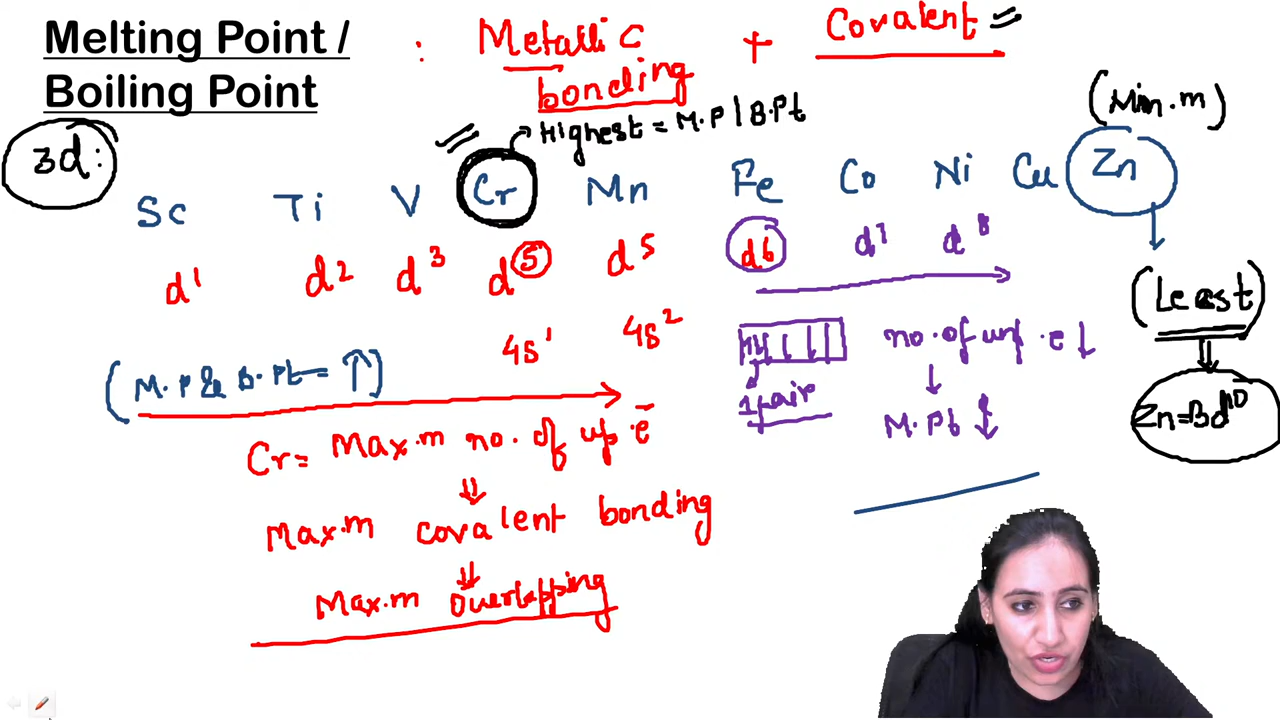 Melting Point /
Boiling Point
: Metallic bonding + Covalent
Highest = M.P | B.Pt
(Min.m)
3d:
Sc Ti V Cr Mn Fe Co Ni Cu Zn
d1 d2 d3 d5 d5 d6 d7 d8
4s1 4s2
(Least)
(M.P & B.Pt = ↑)
1 pair
no. of unp. e ↓
↓
M.Pt ↓
Zn = 3d10
Cr = Max.m no. of up. e⁻
⇓
Max.m covalent bonding
⇓
Max.m overlapping